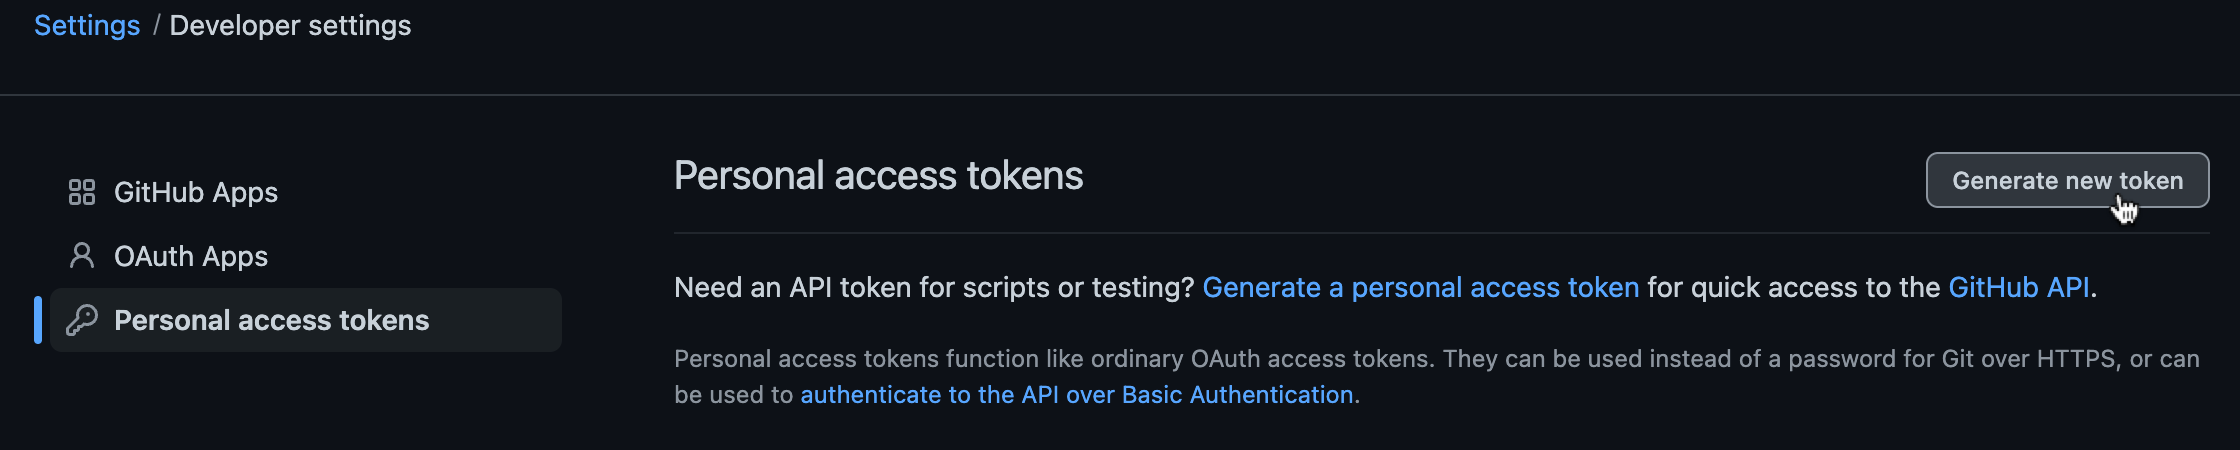 Settings / Developer settings
GitHub Apps
OAuth Apps
Personal access tokens
Personal access tokens
Generate new token
Need an API token for scripts or testing? Generate a personal access token for quick access to the GitHub API.
Personal access tokens function like ordinary OAuth access tokens. They can be used instead of a password for Git over HTTPS, or can
be used to authenticate to the API over Basic Authentication.